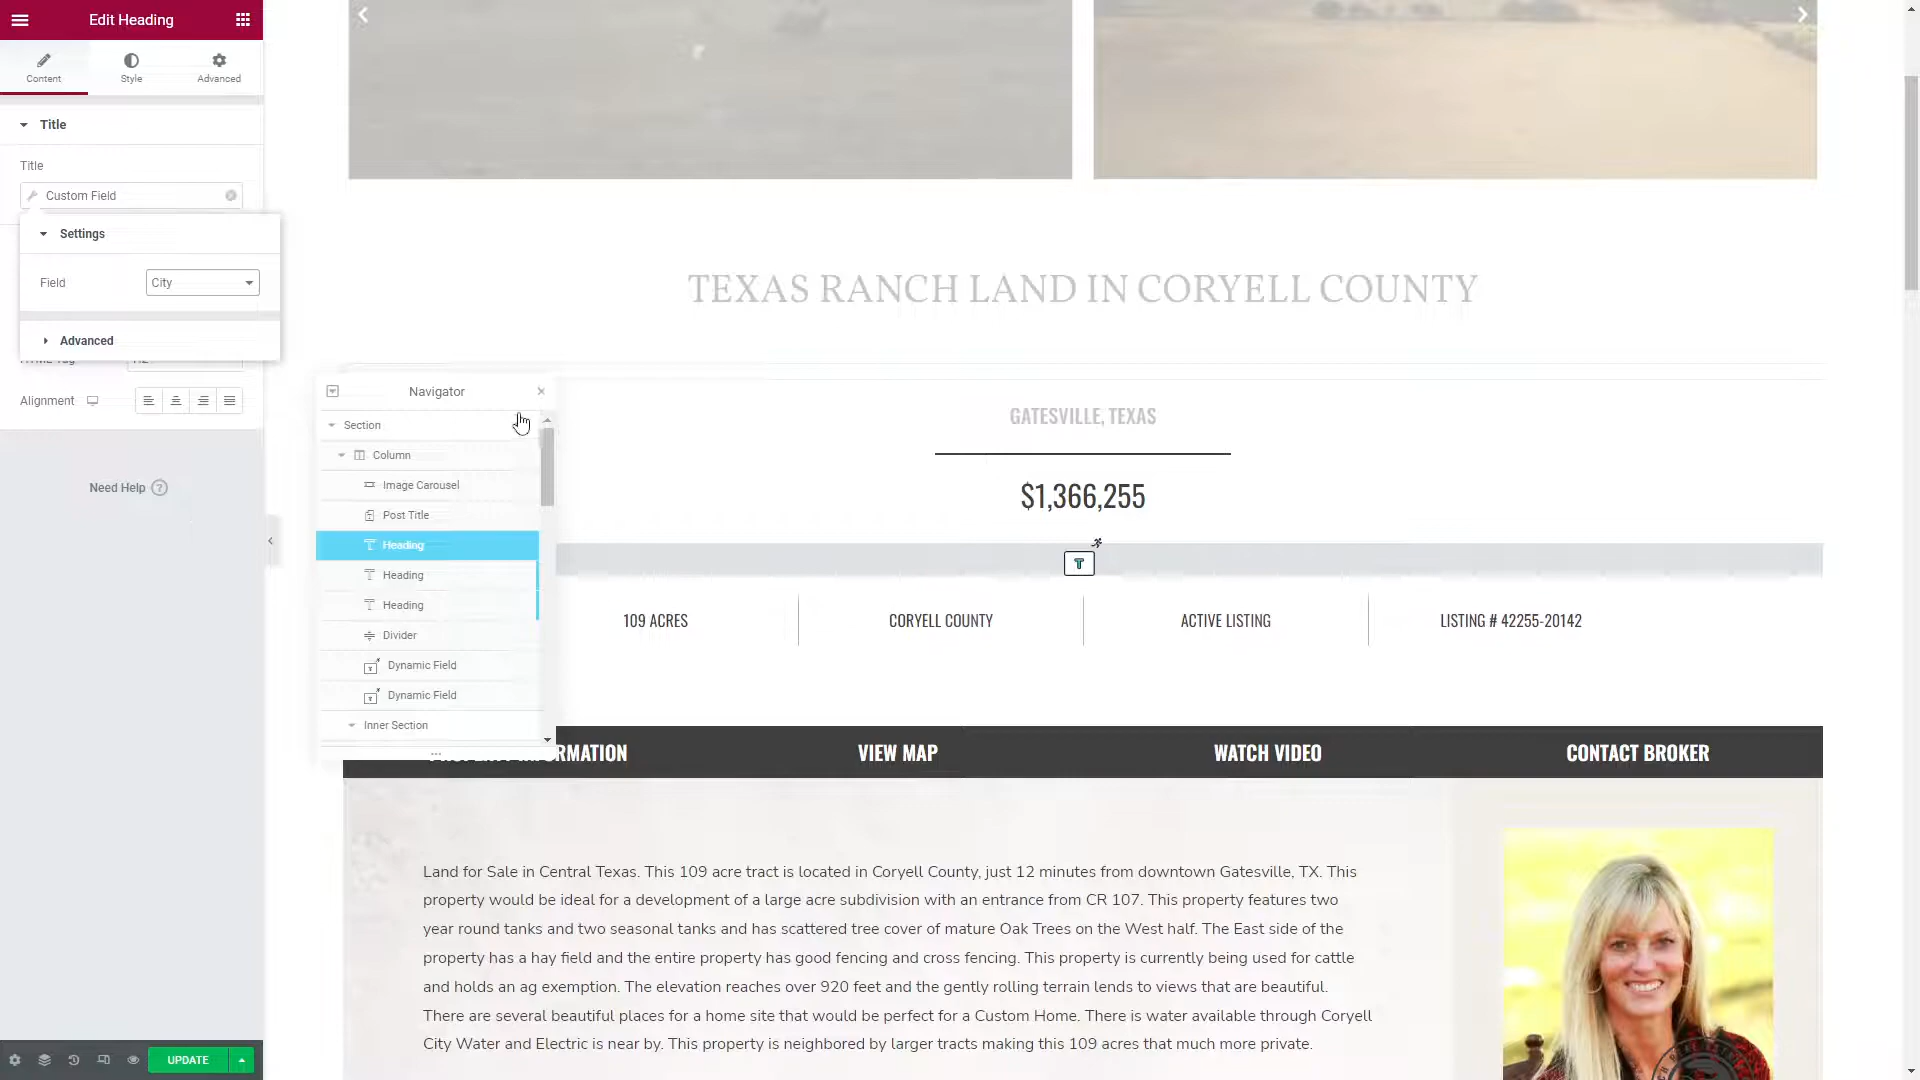 Edit Heading
Content
Style
Advanced
Title
Title
Custom Field
Settings
Field
City
Advanced
Alignment
Need Help
UPDATE
Navigator
Section
Column
Image Carousel
Post Title
Heading
Heading
Heading
Divider
Dynamic Field
Dynamic Field
Inner Section
TEXAS RANCH LAND IN CORYELL COUNTY
GATESVILLE, TEXAS
$1,366,255
109 ACRES
CORYELL COUNTY
ACTIVE LISTING
LISTING # 42255-20142
VIEW MAP
WATCH VIDEO
CONTACT BROKER
Land for Sale in Central Texas. This 109 acre tract is located in Coryell County, just 12 minutes from downtown Gatesville, TX. This
property would be ideal for a development of a large acre subdivision with an entrance from CR 107. This property features two
year round tanks and two seasonal tanks and has scattered tree cover of mature Oak Trees on the West half. The East side of the
property has a hay field and the entire property has good fencing and cross fencing. This property is currently being used for cattle
and holds an ag exemption. The elevation reaches over 920 feet and the gently rolling terrain lends to views that are beautiful.
There are several beautiful places for a home site that would be perfect for a Custom Home. There is water available through Coryell
City Water and Electric is near by. This property is neighbored by larger tracts making this 109 acres that much more private.